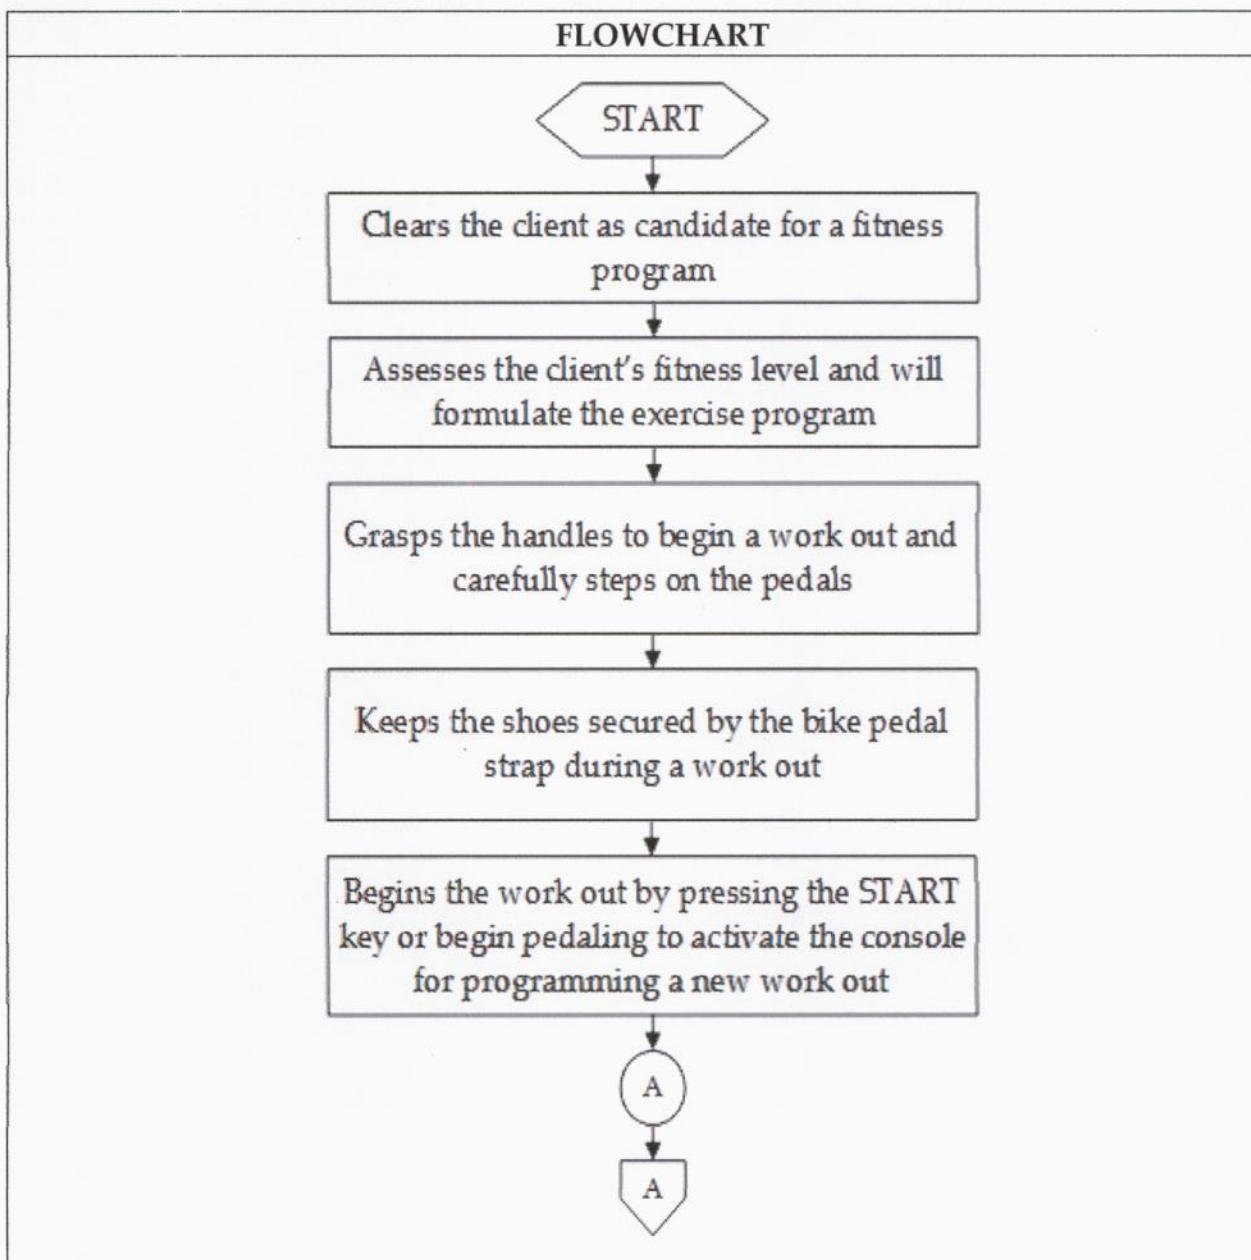 FLOWCHART
START
Clears the client as candidate for a fitness
program
Assesses the client's fitness level and will
formulate the exercise program
Grasps the handles to begin a work out and
carefully steps on the pedals
Keeps the shoes secured by the bike pedal
strap during a work out
Begins the work out by pressing the START
key or begin pedaling to activate the console
for programming a new work out
A
A